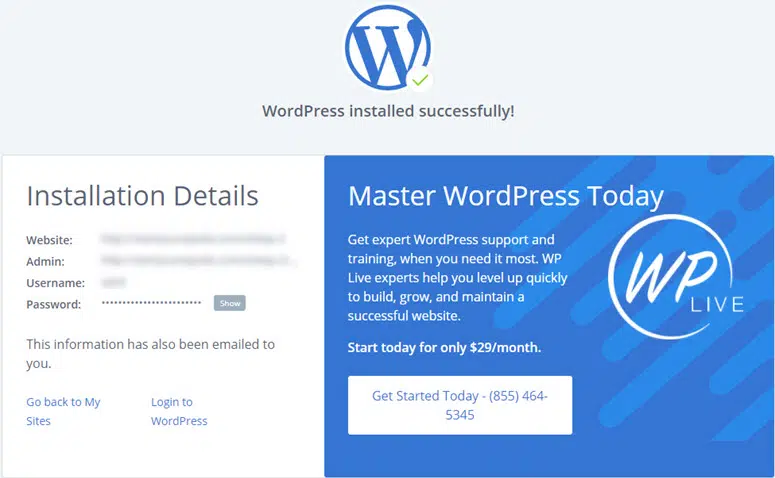 WordPress installed successfully!
Installation Details
Website:
Admin:
Username:
Password: ••••••••••••••••••••••• Show
This information has also been emailed to
you.
Go back to My
Sites
Login to
WordPress
Master WordPress Today
Get expert WordPress support and
training, when you need it most. WP
Live experts help you level up quickly
to build, grow, and maintain a
successful website.
Start today for only $29/month.
Get Started Today - (855) 464-
5345
WP
LIVE